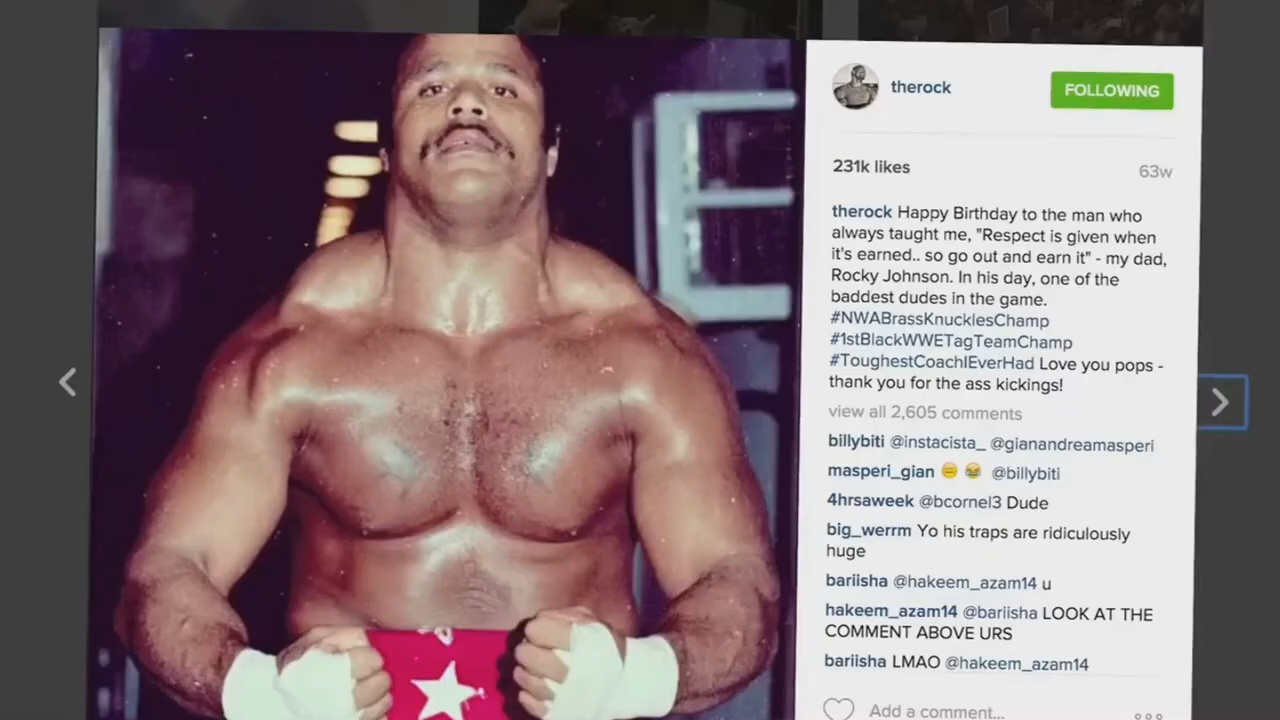 therock
FOLLOWING
231k likes
63w
therock Happy Birthday to the man who
always taught me, "Respect is given when
it's earned.. so go out and earn it" - my dad,
Rocky Johnson. In his day, one of the
baddest dudes in the game.
#NWABrassKnucklesChamp
#1stBlackWWETagTeamChamp
#ToughestCoachIEverHad Love you pops -
thank you for the ass kickings!
view all 2,605 comments
billybiti @instacista_ @gianandreamasperi
masperi_gian 😑 😂 @billybiti
4hrsaweek @bcornel3 Dude
big_werrm Yo his traps are ridiculously
huge
bariisha @hakeem_azam14 u
hakeem_azam14 @bariisha LOOK AT THE
COMMENT ABOVE URS
bariisha LMAO @hakeem_azam14
Add a comment...